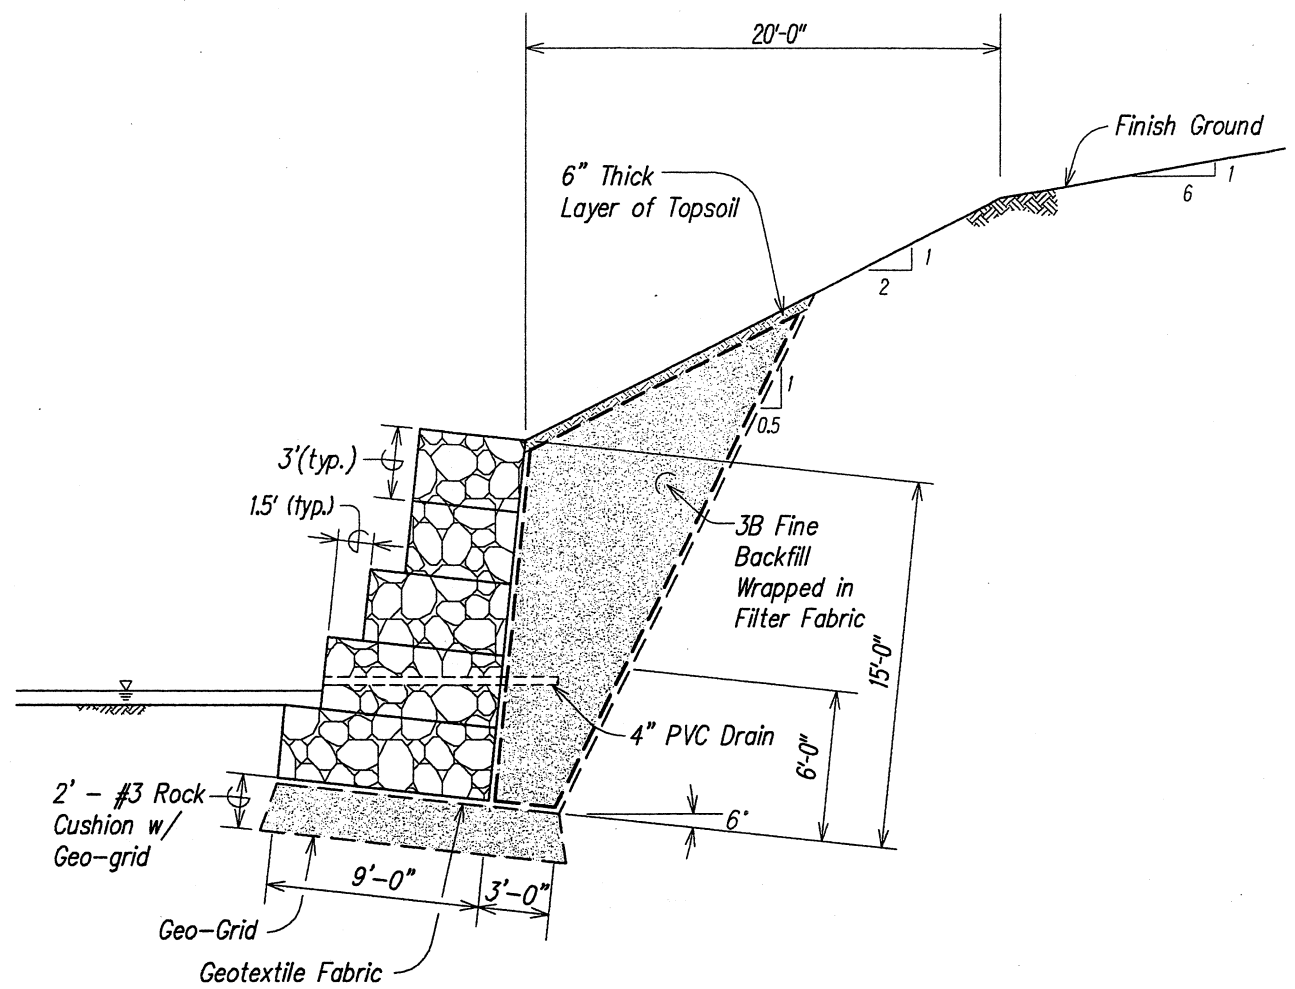 20'-0"
Finish Ground
6" Thick
Layer of Topsoil
1
6
1
2
1
0.5
3'(typ.)
1.5' (typ.)
3B Fine
Backfill
Wrapped in
Filter Fabric
15'-0"
4" PVC Drain
6'-0"
2' - #3 Rock
Cushion w/
Geo-grid
6°
9'-0"
3'-0"
Geo-Grid
Geotextile Fabric